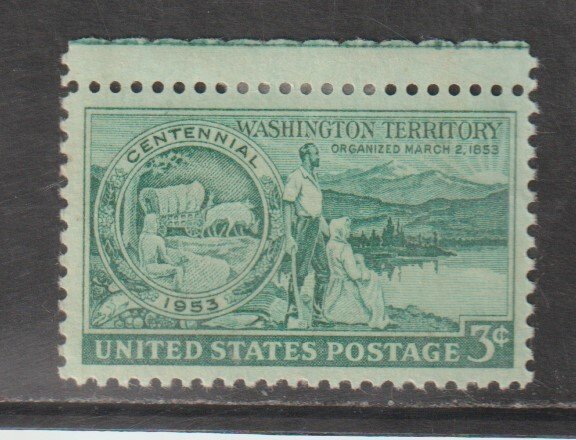 CENTENNIAL
1953
WASHINGTON TERRITORY
ORGANIZED MARCH 2, 1853
UNITED STATES POSTAGE 3¢